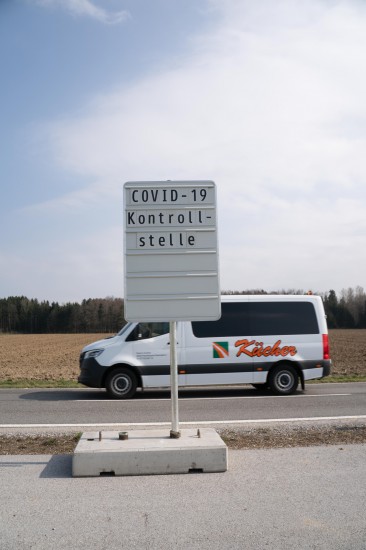 COVID-19
Kontroll-
stelle
Kücher